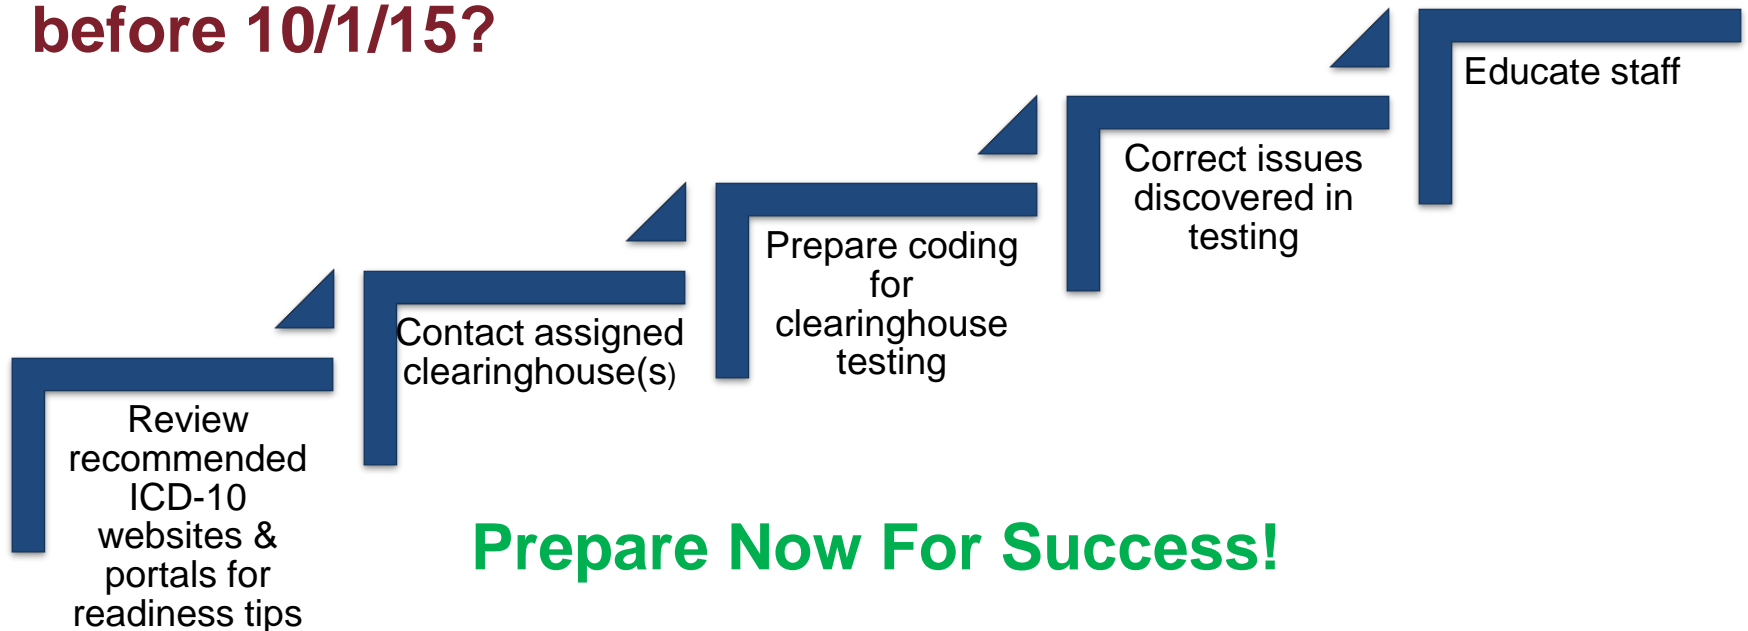 before 10/1/15?
Review
recommended
ICD-10
websites &
portals for
readiness tips
Contact assigned
clearinghouse(s)
Prepare coding
for
clearinghouse
testing
Correct issues
discovered in
testing
Educate staff
Prepare Now For Success!